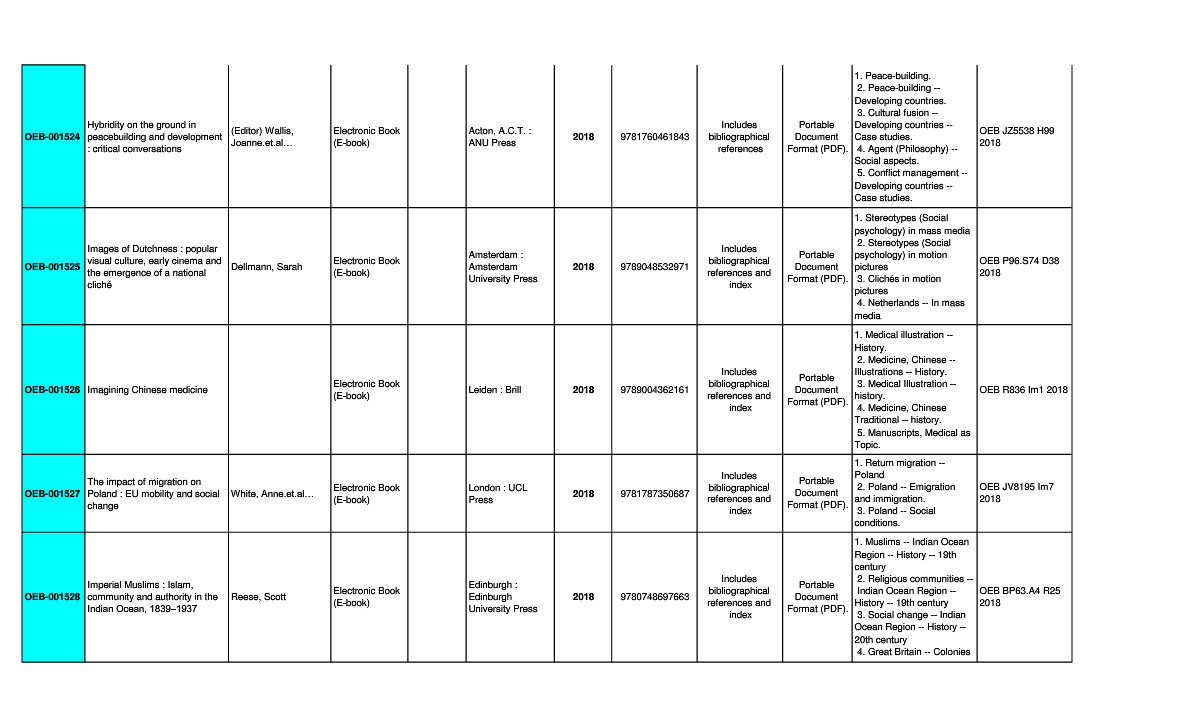 OEB-001524
Hybridity on the ground in
peacebuilding and development
: critical conversations
(Editor) Wallis,
Joanne.et.al...
Electronic Book
(E-book)
Acton, A.C.T. :
ANU Press
2018
9781760461843
Includes
bibliographical
references
Portable
Document
Format (PDF).
1. Peace-building.
2. Peace-building --
Developing countries.
3. Cultural fusion --
Developing countries --
Case studies.
4. Agent (Philosophy) --
Social aspects.
5. Conflict management --
Developing countries --
Case studies.
OEB JZ5538 H99
2018
OEB-001525
Images of Dutchness : popular
visual culture, early cinema and
the emergence of a national
cliché
Dellmann, Sarah
Electronic Book
(E-book)
Amsterdam :
Amsterdam
University Press
2018
9789048532971
Includes
bibliographical
references and
index
Portable
Document
Format (PDF).
1. Stereotypes (Social
psychology) in mass media
2. Stereotypes (Social
psychology) in motion
pictures
3. Clichés in motion
pictures
4. Netherlands -- In mass
media
OEB P96.S74 D38
2018
OEB-001526
Imagining Chinese medicine
Electronic Book
(E-book)
Leiden : Brill
2018
9789004362161
Includes
bibliographical
references and
index
Portable
Document
Format (PDF).
1. Medical illustration --
History.
2. Medicine, Chinese --
Illustrations -- History.
3. Medical Illustration --
history.
4. Medicine, Chinese
Traditional -- history.
5. Manuscripts, Medical as
Topic.
OEB R836 Im1 2018
OEB-001527
The impact of migration on
Poland : EU mobility and social
change
White, Anne.et.al...
Electronic Book
(E-book)
London : UCL
Press
2018
9781787350687
Includes
bibliographical
references and
index
Portable
Document
Format (PDF).
1. Return migration --
Poland
2. Poland -- Emigration
and immigration.
3. Poland -- Social
conditions.
OEB JV8195 Im7
2018
OEB-001528
Imperial Muslims : Islam,
community and authority in the
Indian Ocean, 1839–1937
Reese, Scott
Electronic Book
(E-book)
Edinburgh :
Edinburgh
University Press
2018
9780748697663
Includes
bibliographical
references and
index
Portable
Document
Format (PDF).
1. Muslims -- Indian Ocean
Region -- History -- 19th
century
2. Religious communities --
Indian Ocean Region --
History -- 19th century
3. Social change -- Indian
Ocean Region -- History --
20th century
4. Great Britain -- Colonies
OEB BP63.A4 R25
2018